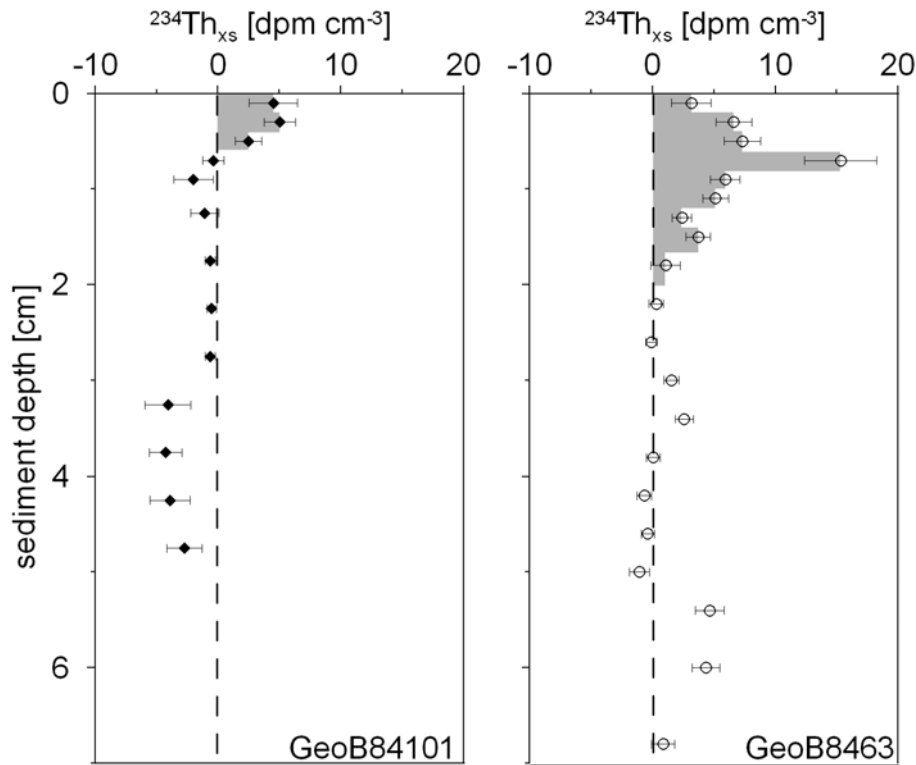 ²³⁴Thₓₛ [dpm cm⁻³] ²³⁴Thₓₛ [dpm cm⁻³]
-10 0 10 20 -10 0 10 20
0
2
4
6
sediment depth [cm]
GeoB84101 GeoB8463